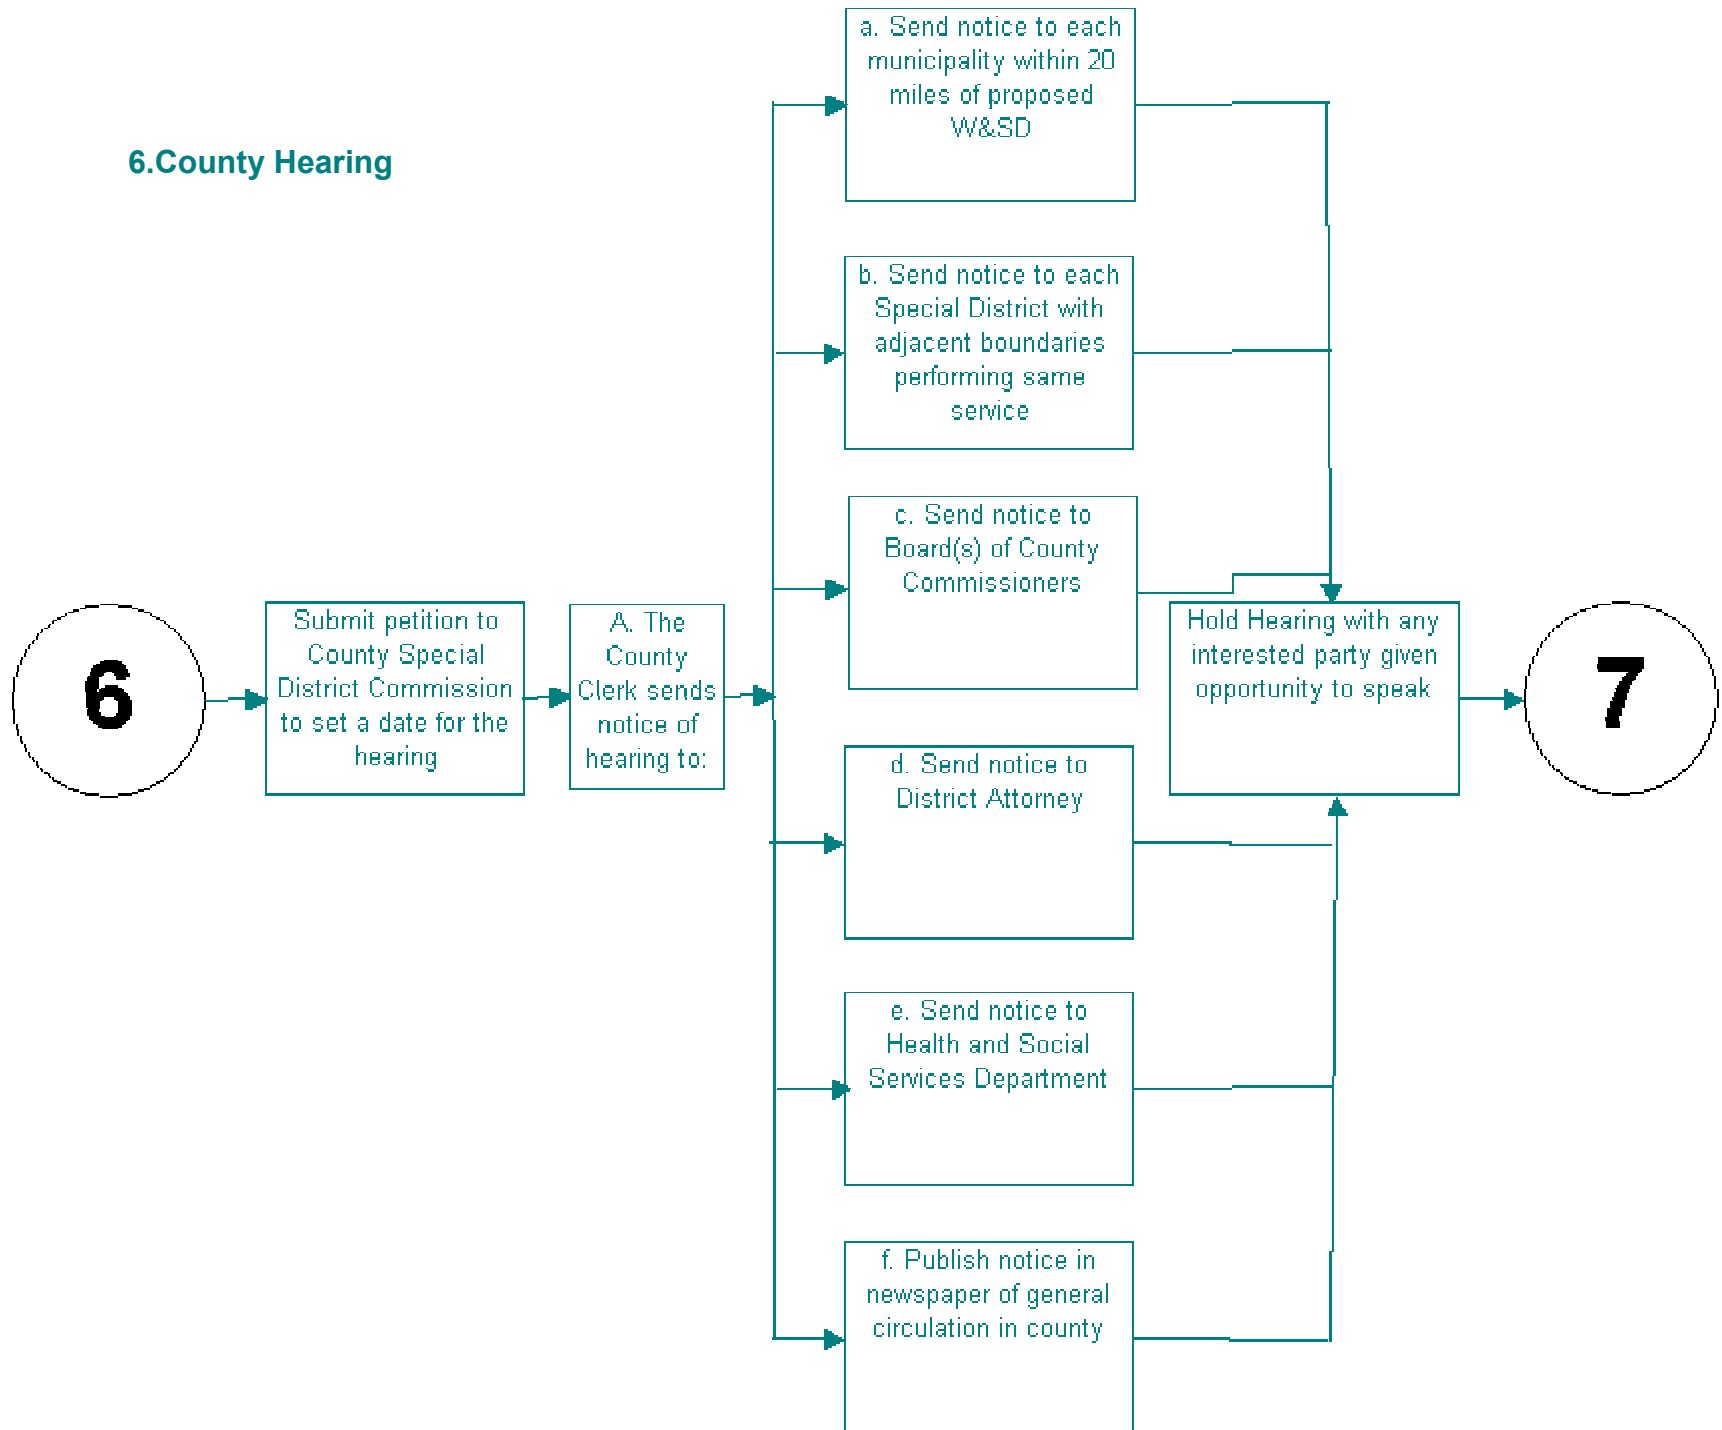 6.County Hearing
6
Submit petition to
County Special
District Commission
to set a date for the
hearing
A. The
County
Clerk sends
notice of
hearing to:
a. Send notice to each
municipality within 20
miles of proposed
W&SD
b. Send notice to each
Special District with
adjacent boundaries
performing same
service
c. Send notice to
Board(s) of County
Commissioners
d. Send notice to
District Attorney
e. Send notice to
Health and Social
Services Department
f. Publish notice in
newspaper of general
circulation in county
Hold Hearing with any
interested party given
opportunity to speak
7